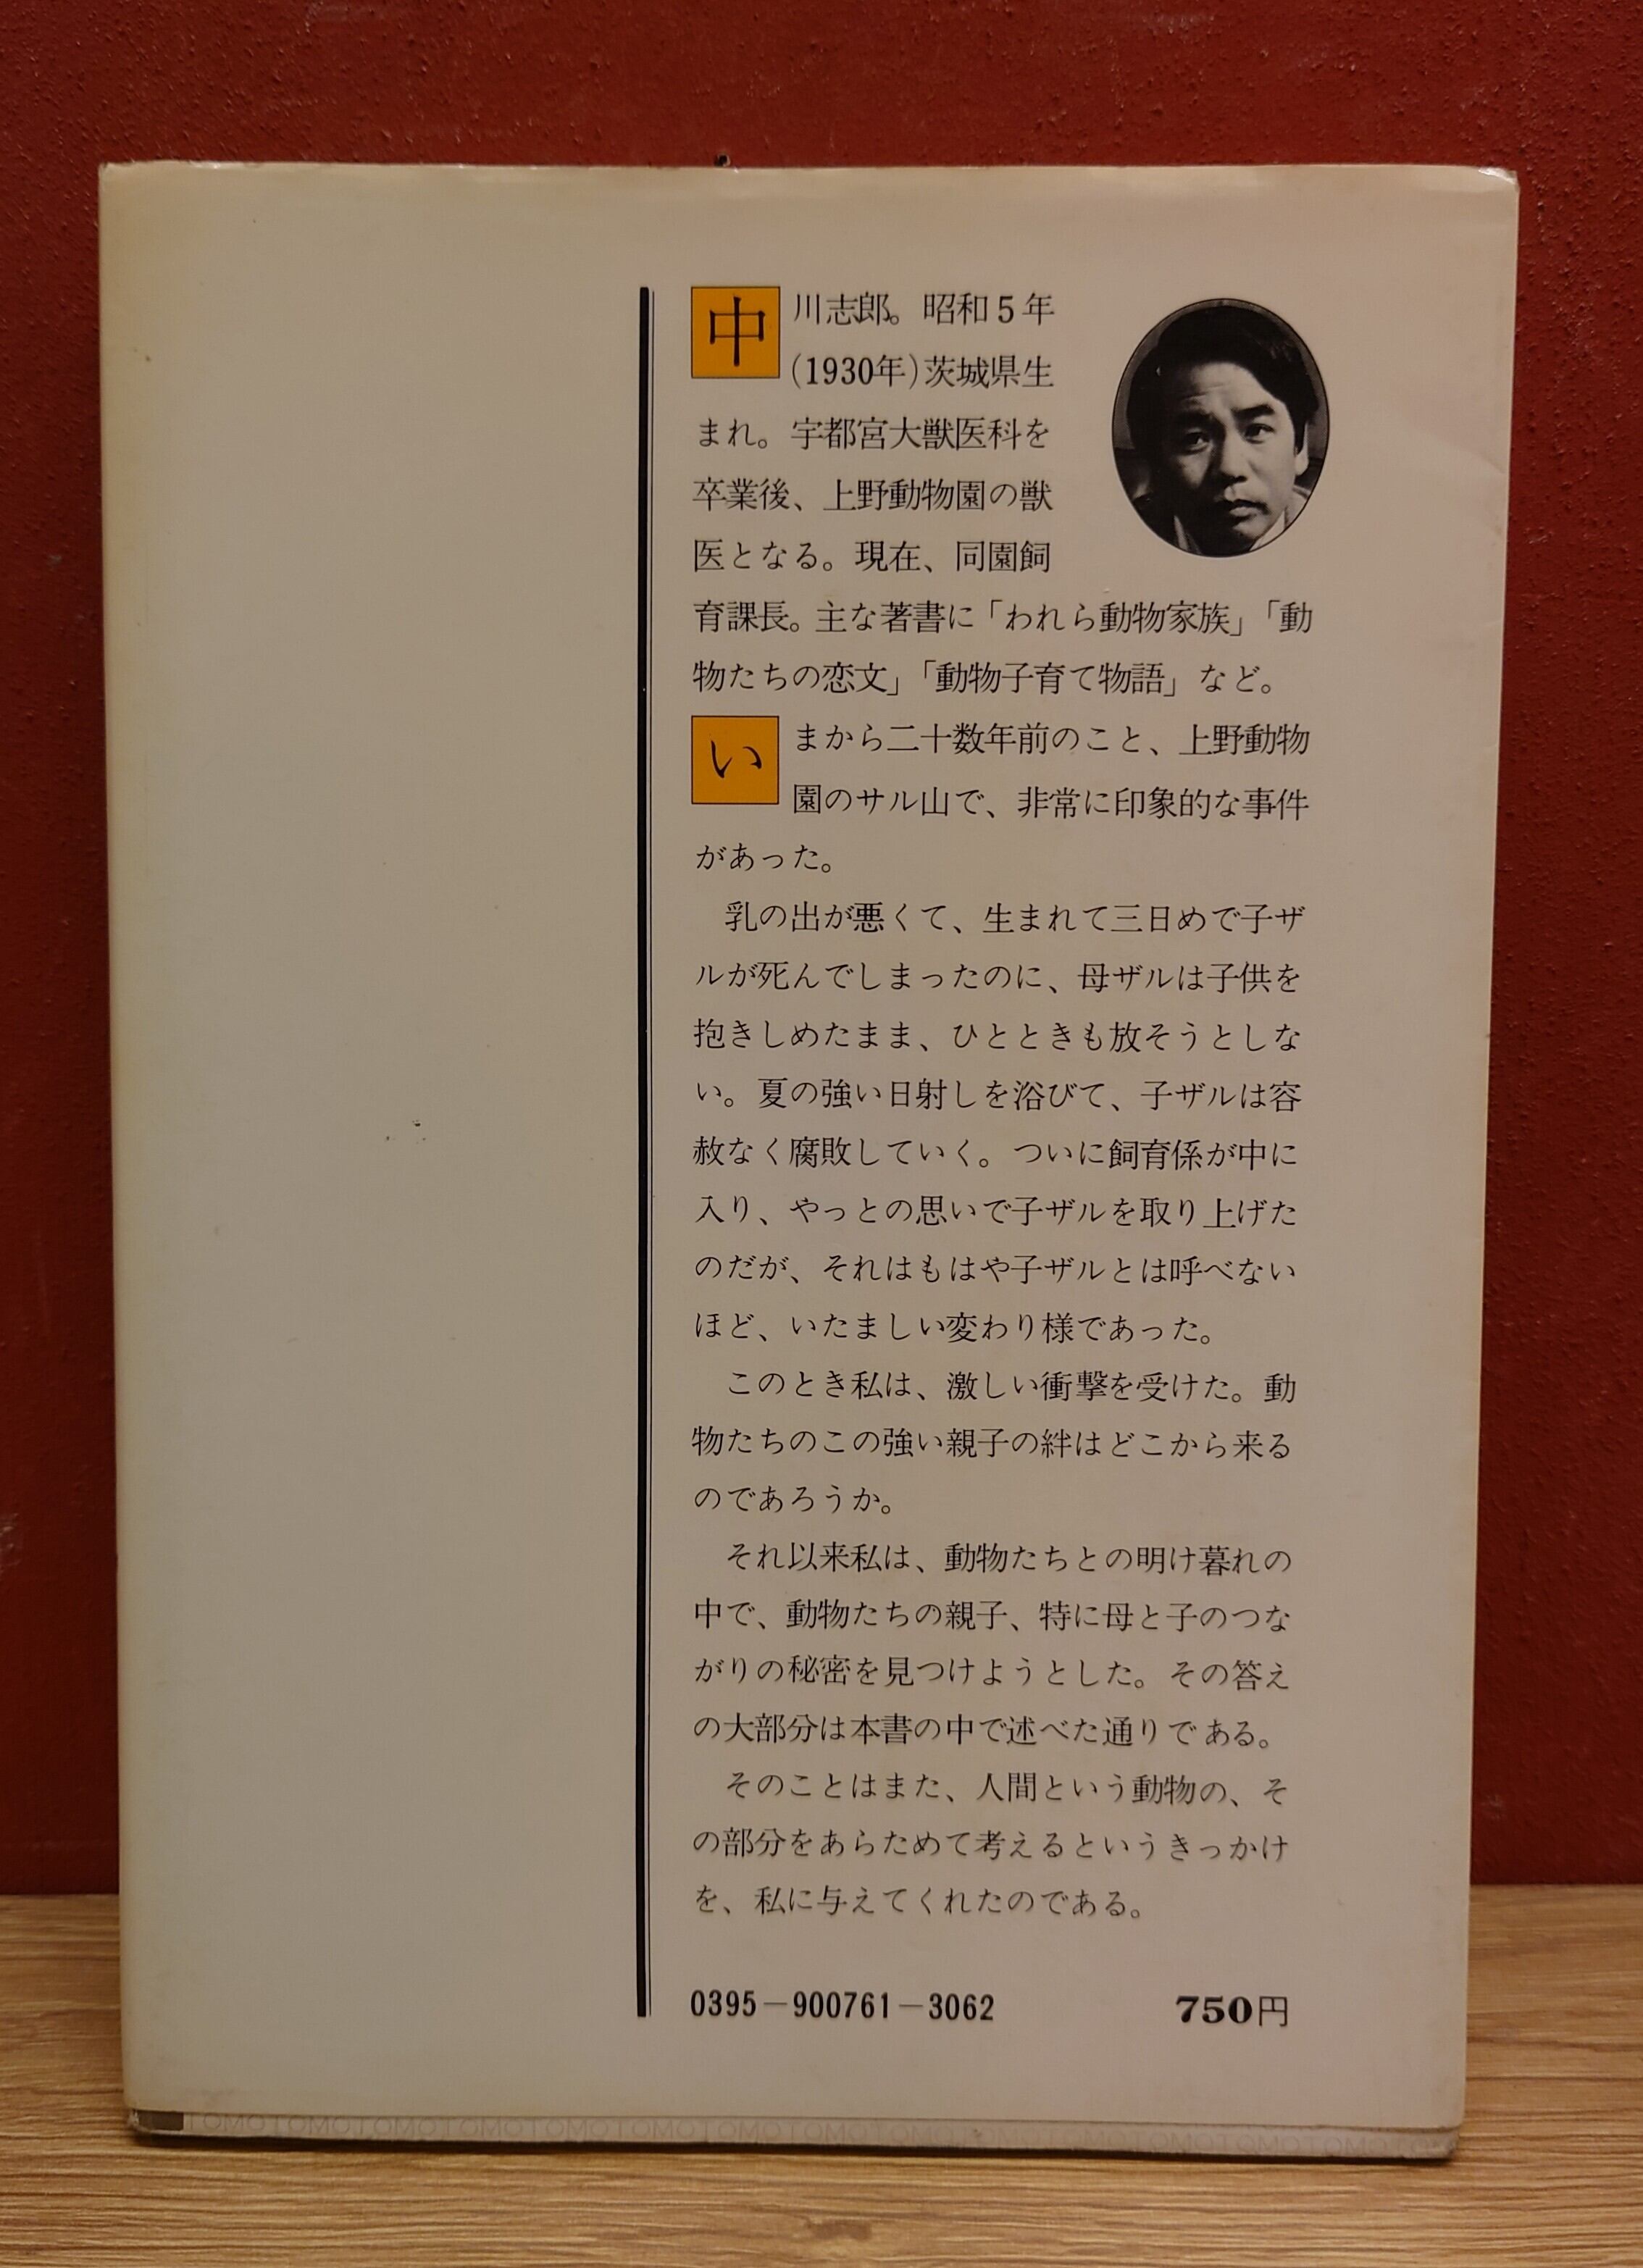 中川志郎。昭和5年
(1930年)茨城県生
まれ。宇都宮大獣医科を
卒業後、上野動物園の獣
医となる。現在、同園飼
育課長。主な著書に「われら動物家族」「動
物たちの恋文」「動物子育て物語」など。
いまから二十数年前のこと、上野動物
園のサル山で、非常に印象的な事件
があった。
乳の出が悪くて、生まれて三日めで子ザ
ルが死んでしまったのに、母ザルは子供を
抱きしめたまま、ひとときも放そうとしな
い。夏の強い日射しを浴びて、子ザルは容
赦なく腐敗していく。ついに飼育係が中に
入り、やっとの思いで子ザルを取り上げた
のだが、それはもはや子ザルとは呼べない
ほど、いたましい変わり様であった。
このとき私は、激しい衝撃を受けた。動
物たちのこの強い親子の絆はどこから来る
のであろうか。
それ以来私は、動物たちとの明け暮れの
中で、動物たちの親子、特に母と子のつな
がりの秘密を見つけようとした。その答え
の大部分は本書の中で述べた通りである。
そのことはまた、人間という動物の、そ
の部分をあらためて考えるというきっかけ
を、私に与えてくれたのである。
0395-900761-3062 750円
TOMOTOMOTOMOTOMOTOMOTOMOTOMOTOMOTOMOTOMOTOMOTOMOTOMOTOMO